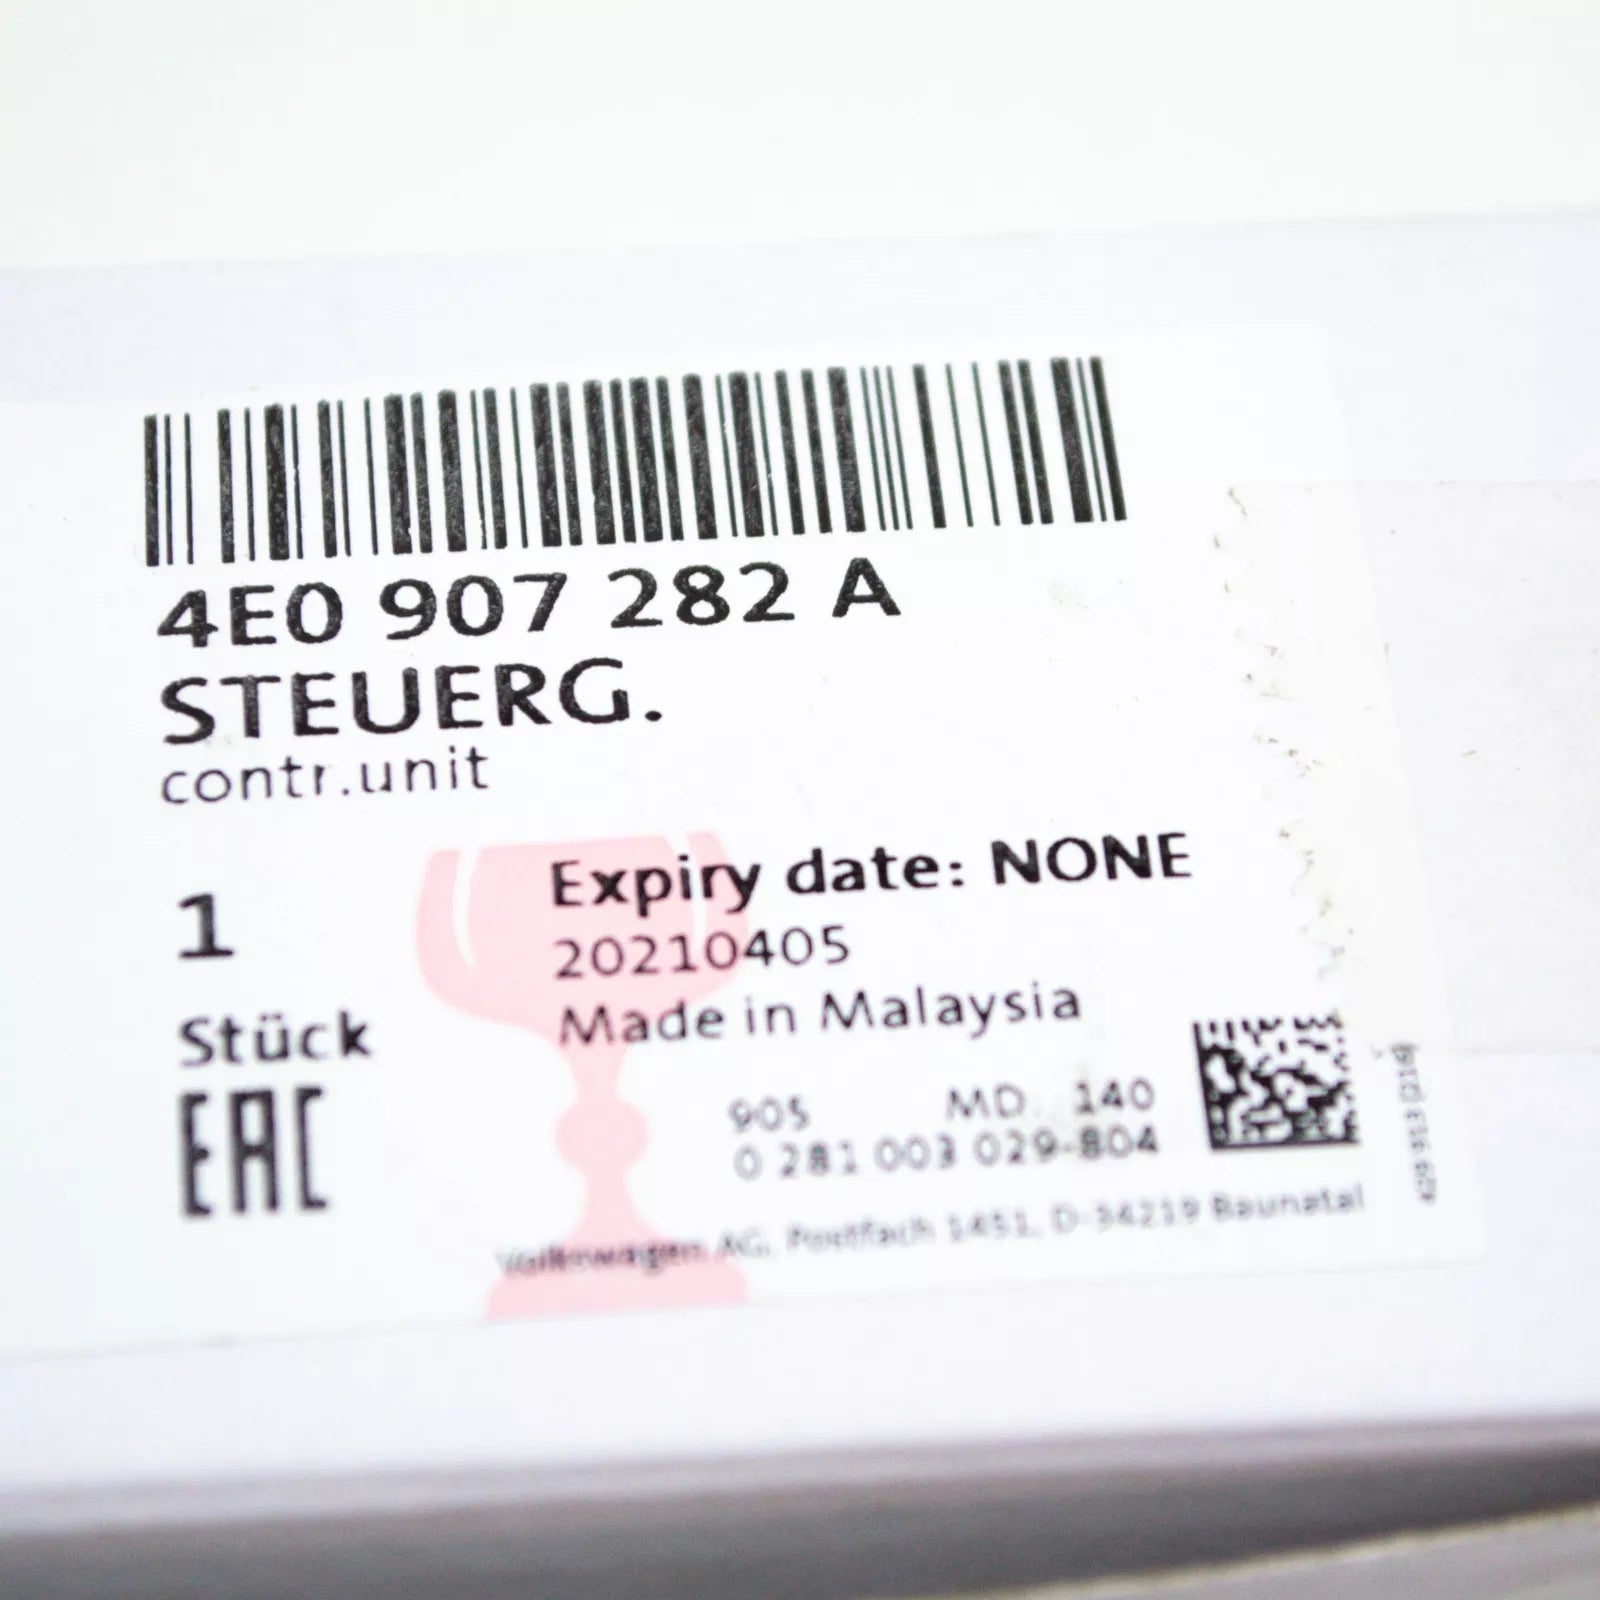 4E0 907 282 A
STEUERG.
contr.unit
1
Stück
EAC
Expiry date: NONE
20210405
Made in Malaysia
905 MD. 140
0 281 003 029-804
Volkswagen AG, Postfach 1451, D-34219 Baunatal